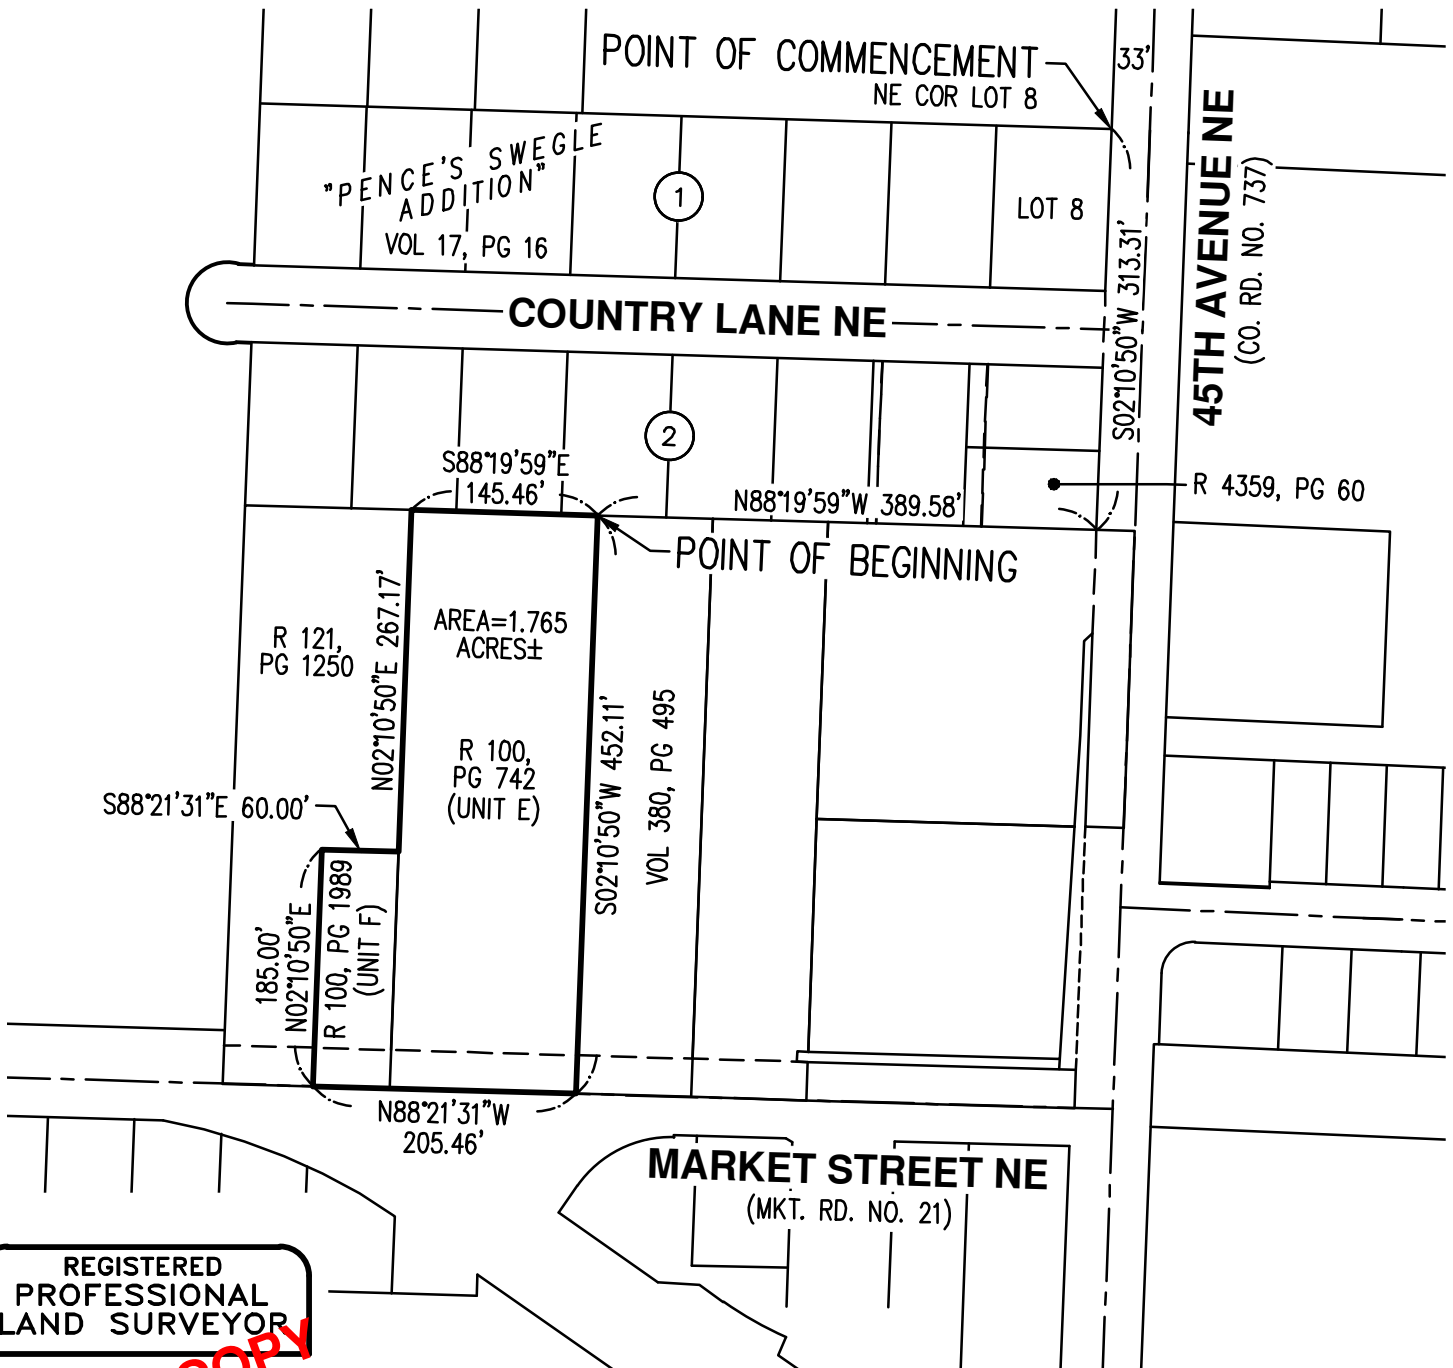 POINT OF COMMENCEMENT
NE COR LOT 8
33'
"PENCE'S SWEGLE
ADDITION"
VOL 17, PG 16
1
LOT 8
45TH AVENUE NE
(CO. RD. NO. 737)
S02°10'50"W 313.31'
COUNTRY LANE NE
2
S88°19'59"E
145.46'
N88°19'59"W 389.58'
R 4359, PG 60
POINT OF BEGINNING
R 121,
PG 1250
N02°10'50"E 267.17'
AREA=1.765
ACRES±
R 100,
PG 742
(UNIT E)
S02°10'50"W 452.11'
VOL 380, PG 495
S88°21'31"E 60.00'
185.00'
N02°10'50"E
R 100, PG 1989
(UNIT F)
N88°21'31"W
205.46'
MARKET STREET NE
(MKT. RD. NO. 21)
REGISTERED
PROFESSIONAL
LAND SURVEYOR
COPY